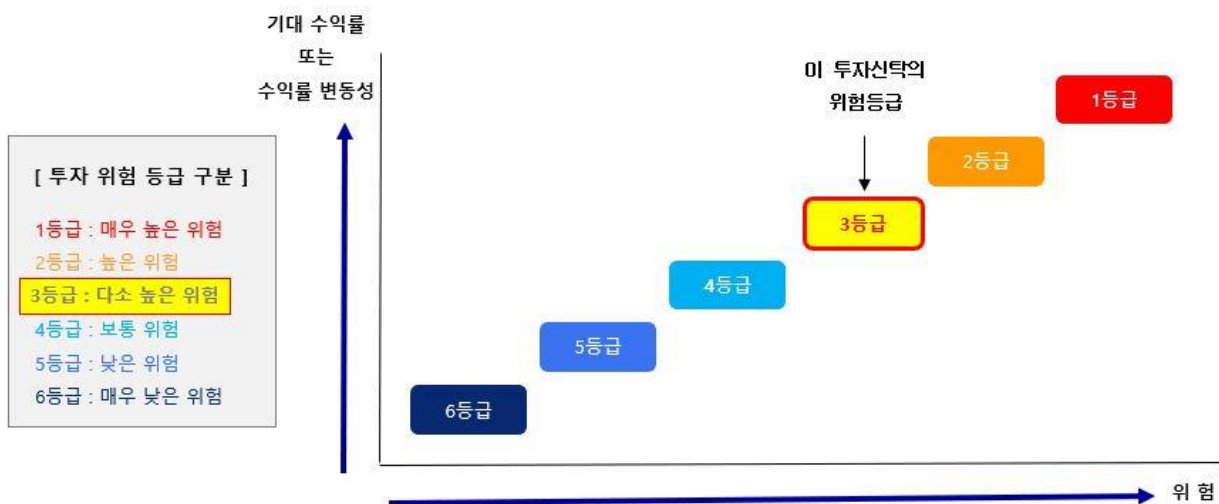 기대 수익률
또는
수익률 변동성
이 투자신탁의
위험등급
1등급
2등급
3등급
4등급
5등급
6등급
위 험
[ 투자 위험 등급 구분 ]
1등급 : 매우 높은 위험
2등급 : 높은 위험
3등급 : 다소 높은 위험
4등급 : 보통 위험
5등급 : 낮은 위험
6등급 : 매우 낮은 위험